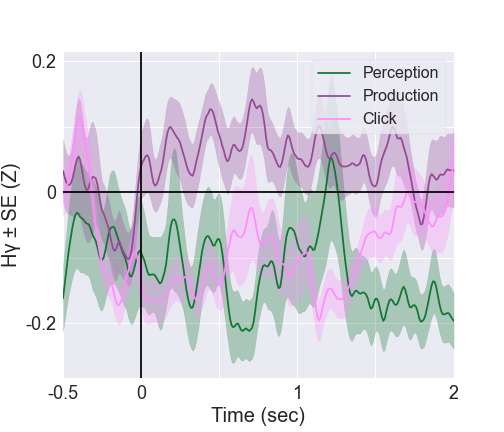 0.2
Perception
Production
Click
0
-0.2
Hγ ± SE (Z)
-0.5
0
1
2
Time (sec)